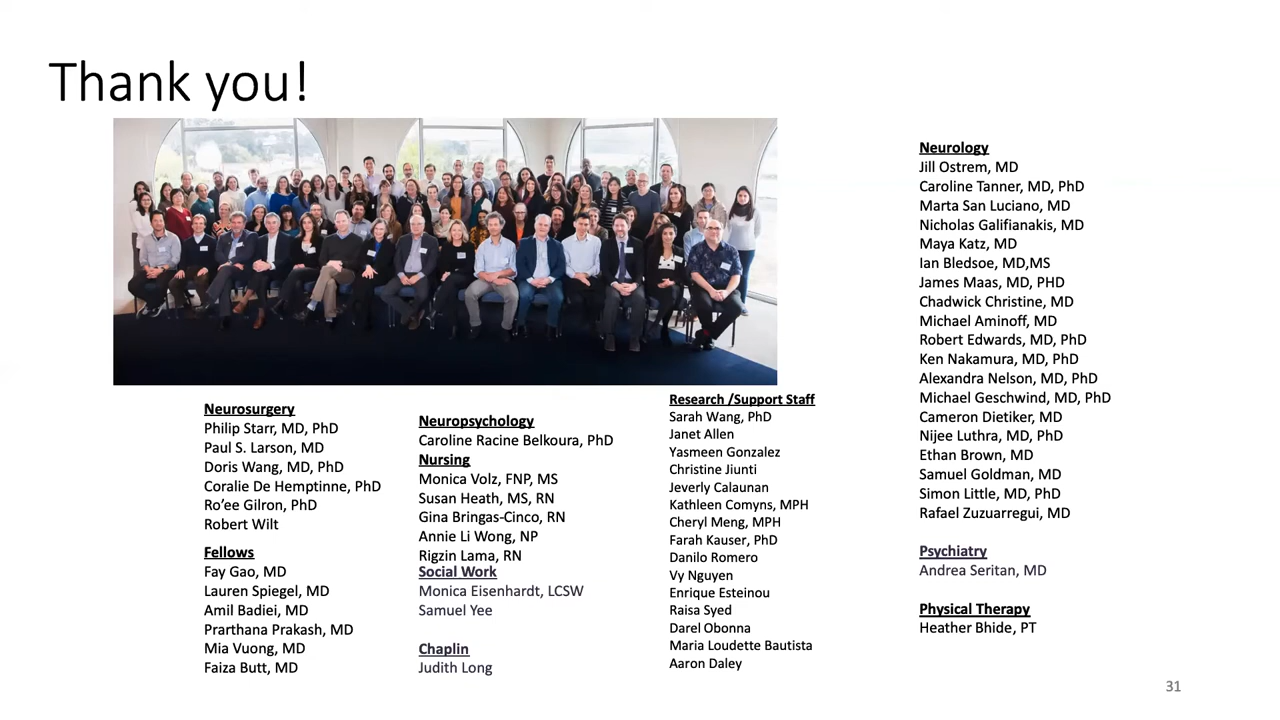 Thank you!
Neurosurgery
Philip Starr, MD, PhD
Paul S. Larson, MD
Doris Wang, MD, PhD
Coralie De Hemptinne, PhD
Ro’ee Gilron, PhD
Robert Wilt
Fellows
Fay Gao, MD
Lauren Spiegel, MD
Amil Badiei, MD
Prarthana Prakash, MD
Mia Vuong, MD
Faiza Butt, MD
Neuropsychology
Caroline Racine Belkoura, PhD
Nursing
Monica Volz, FNP, MS
Susan Heath, MS, RN
Gina Bringas-Cinco, RN
Annie Li Wong, NP
Rigzin Lama, RN
Social Work
Monica Eisenhardt, LCSW
Samuel Yee
Chaplin
Judith Long
Research /Support Staff
Sarah Wang, PhD
Janet Allen
Yasmeen Gonzalez
Christine Jiunti
Jeverly Calaunan
Kathleen Comyns, MPH
Cheryl Meng, MPH
Farah Kauser, PhD
Danilo Romero
Vy Nguyen
Enrique Esteinou
Raisa Syed
Darel Obonna
Maria Loudette Bautista
Aaron Daley
Neurology
Jill Ostrem, MD
Caroline Tanner, MD, PhD
Marta San Luciano, MD
Nicholas Galifianakis, MD
Maya Katz, MD
Ian Bledsoe, MD,MS
James Maas, MD, PHD
Chadwick Christine, MD
Michael Aminoff, MD
Robert Edwards, MD, PhD
Ken Nakamura, MD, PhD
Alexandra Nelson, MD, PhD
Michael Geschwind, MD, PhD
Cameron Dietiker, MD
Nijee Luthra, MD, PhD
Ethan Brown, MD
Samuel Goldman, MD
Simon Little, MD, PhD
Rafael Zuzuarregui, MD
Psychiatry
Andrea Seritan, MD
Physical Therapy
Heather Bhide, PT
31